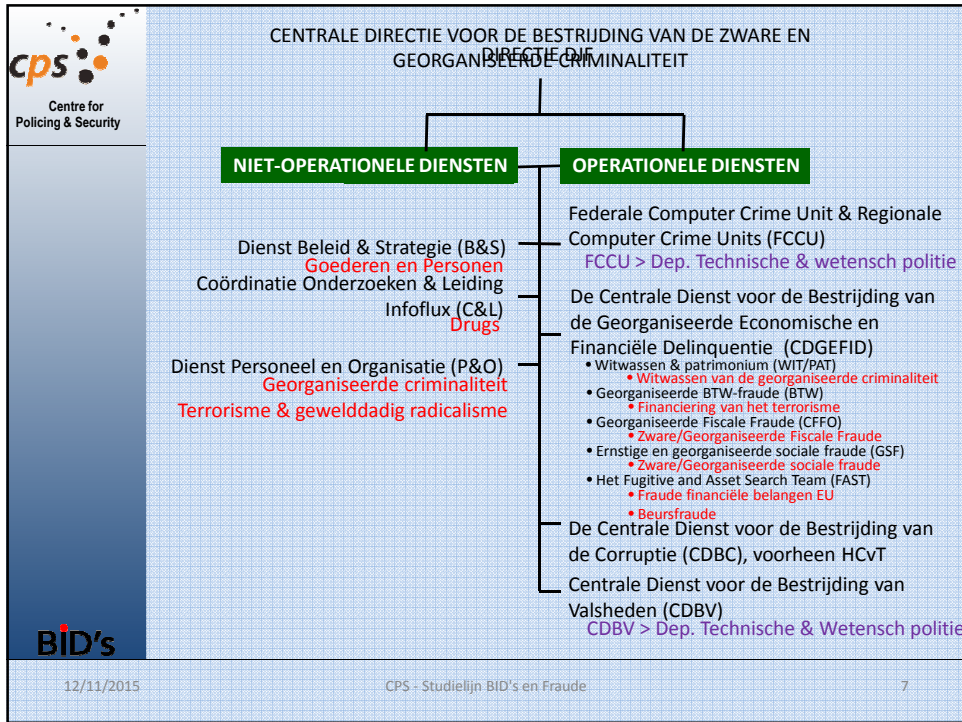 CENTRALE DIRECTIE VOOR DE BESTRIJDING VAN DE ZWARE EN
DIRECTIE DJF
GEORGANISEERDE CRIMINALITEIT
cps
Centre for
Policing & Security
NIET-OPERATIONELE DIENSTEN
Dienst Beleid & Strategie (B&S)
Goederen en Personen
Coördinatie Onderzoeken & Leiding
Infoflux (C&L)
Drugs
Dienst Personeel en Organisatie (P&O)
Georganiseerde criminaliteit
Terrorisme & gewelddadig radicalisme
OPERATIONELE DIENSTEN
Federale Computer Crime Unit & Regionale
Computer Crime Units (FCCU)
FCCU > Dep. Technische & wetensch politie
De Centrale Dienst voor de Bestrijding van
de Georganiseerde Economische en
Financiële Delinquentie (CDGEFID)
• Witwassen & patrimonium (WIT/PAT)
• Witwassen van de georganiseerde criminaliteit
• Georganiseerde BTW-fraude (BTW)
• Financiering van het terrorisme
• Georganiseerde Fiscale Fraude (CFFO)
• Zware/Georganiseerde Fiscale Fraude
• Ernstige en georganiseerde sociale fraude (GSF)
• Zware/Georganiseerde sociale fraude
• Het Fugitive and Asset Search Team (FAST)
• Fraude financiële belangen EU
• Beursfraude
De Centrale Dienst voor de Bestrijding van
de Corruptie (CDBC), voorheen HCvT
Centrale Dienst voor de Bestrijding van
Valsheden (CDBV)
CDBV > Dep. Technische & Wetensch politie
BID's
12/11/2015
CPS - Studielijn BID's en Fraude
7